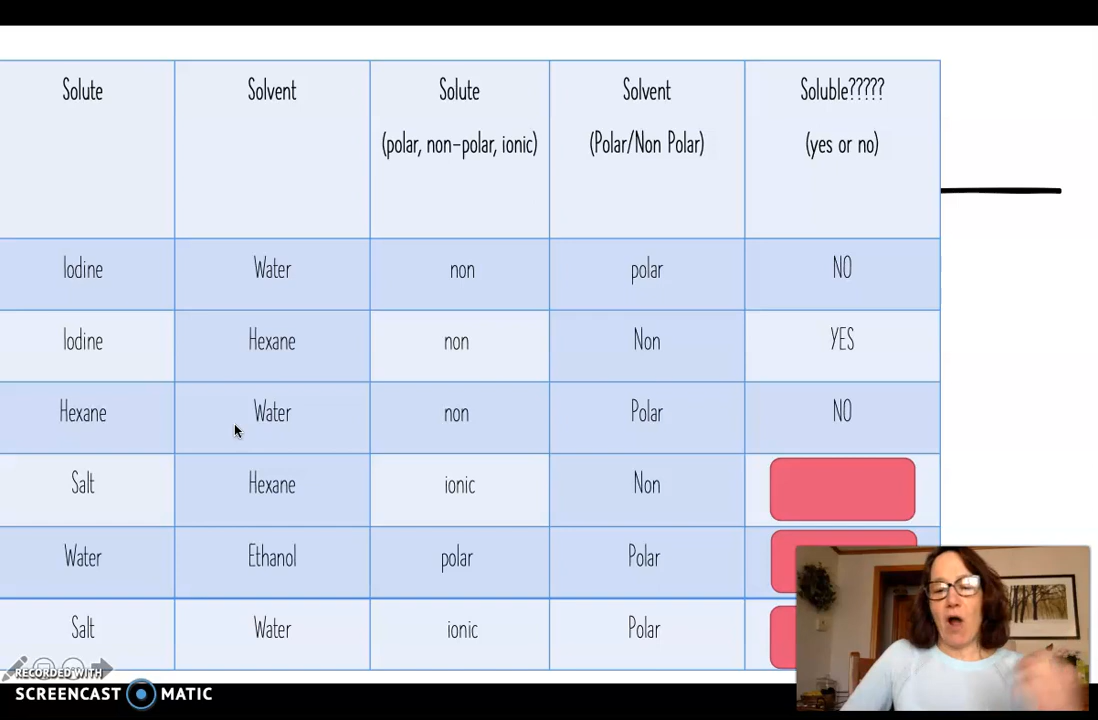 Solute Solvent Solute Solvent Soluble?????
(polar, non-polar, ionic) (Polar/Non Polar) (yes or no)
Iodine Water non polar NO
Iodine Hexane non Non YES
Hexane Water non Polar NO
Salt Hexane ionic Non
Water Ethanol polar Polar
Salt Water ionic Polar
RECORDED WITH
SCREENCAST MATIC